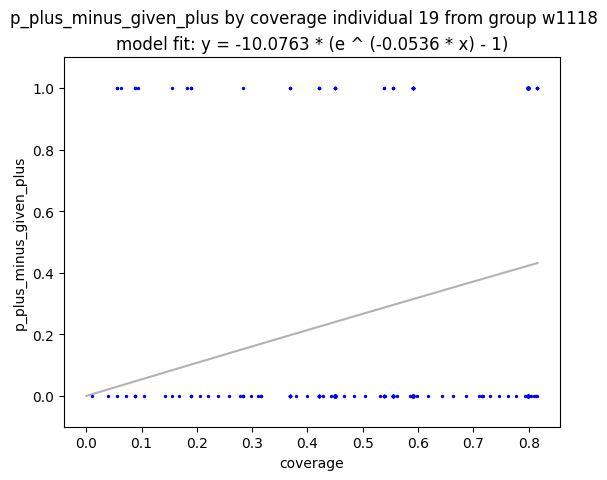 p_plus_minus_given_plus by coverage individual 19 from group w1118
model fit: y = -10.0763 * (e ^ (-0.0536 * x) - 1)
p_plus_minus_given_plus
1.0
0.8
0.6
0.4
0.2
0.0
0.0 0.1 0.2 0.3 0.4 0.5 0.6 0.7 0.8
coverage